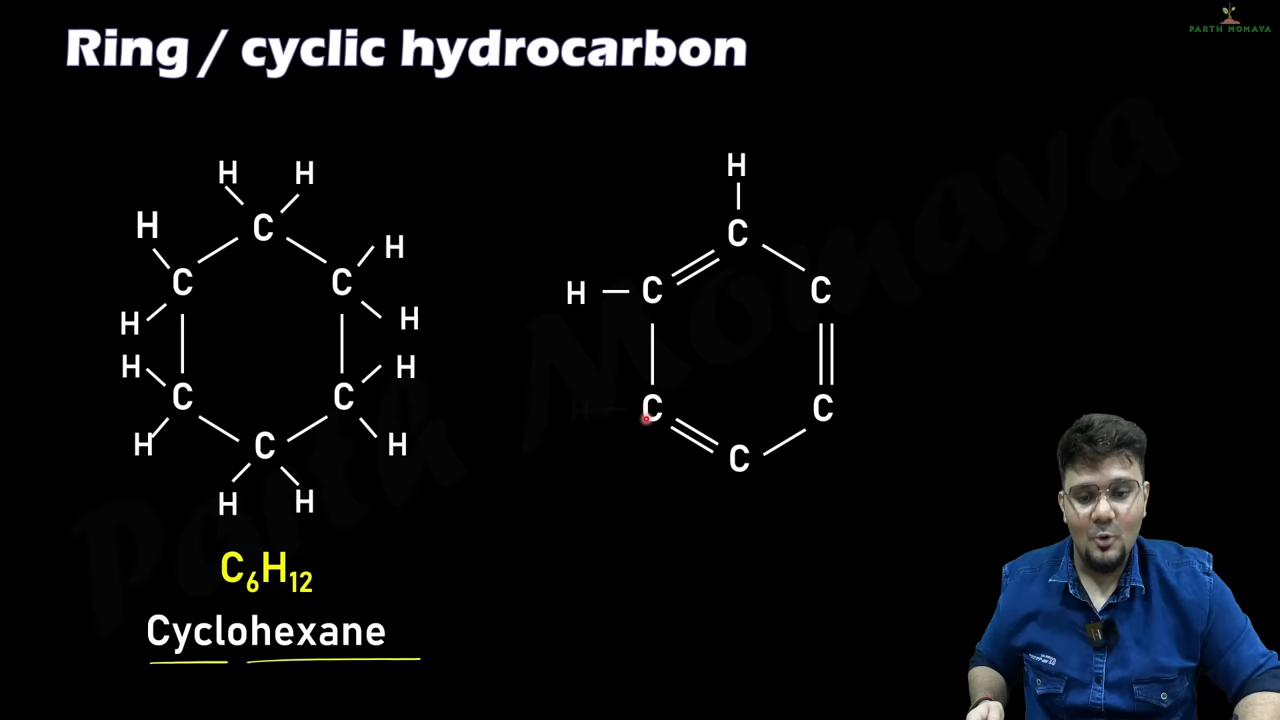 Ring / cyclic hydrocarbon
PARTH MOMAYA
Parth Momaya
H H
H C H
C C
H H
H H
C C
H C H
H H
C₆H₁₂
Cyclohexane
H
C
H C C
H C C
C